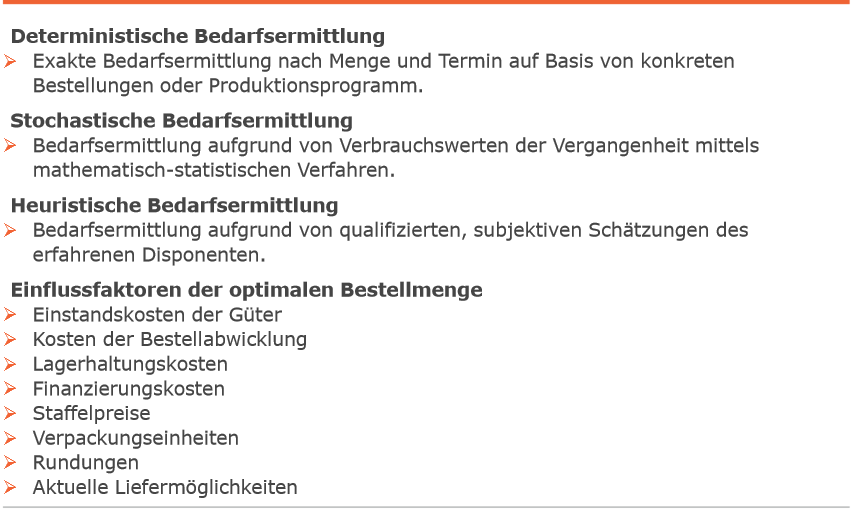 Deterministische Bedarfsermittlung
Exakte Bedarfsermittlung nach Menge und Termin auf Basis von konkreten
Bestellungen oder Produktionsprogramm.
Stochastische Bedarfsermittlung
Bedarfsermittlung aufgrund von Verbrauchswerten der Vergangenheit mittels
mathematisch-statistischen Verfahren.
Heuristische Bedarfsermittlung
Bedarfsermittlung aufgrund von qualifizierten, subjektiven Schätzungen des
erfahrenen Disponenten.
Einflussfaktoren der optimalen Bestellmenge
Einstandskosten der Güter
Kosten der Bestellabwicklung
Lagerhaltungskosten
Finanzierungskosten
Staffelpreise
Verpackungseinheiten
Rundungen
Aktuelle Liefermöglichkeiten